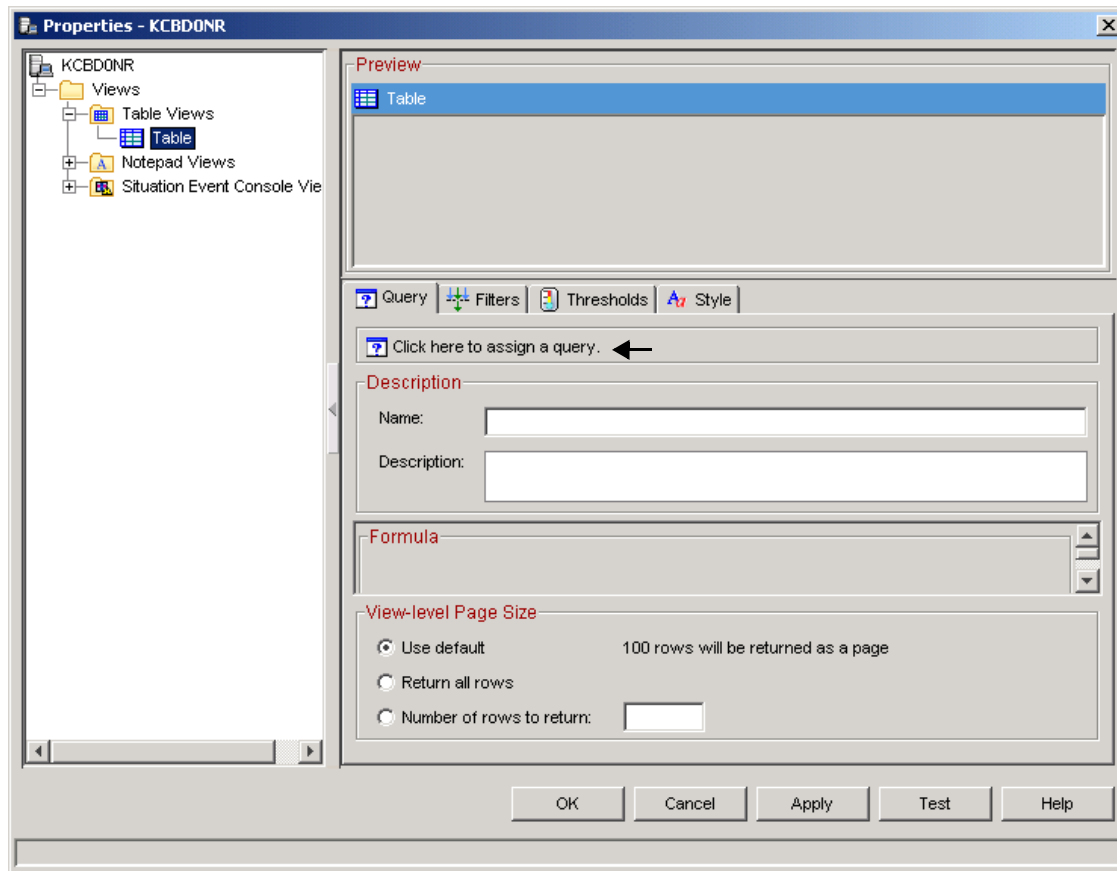 Properties - KCBD0NR
KCBD0NR
Views
Table Views
Table
Notepad Views
Situation Event Console Vie
Preview
Table
Query
Filters
Thresholds
Style
Click here to assign a query.
Description
Name:
Description:
Formula
View-level Page Size
Use default
100 rows will be returned as a page
Return all rows
Number of rows to return:
OK
Cancel
Apply
Test
Help